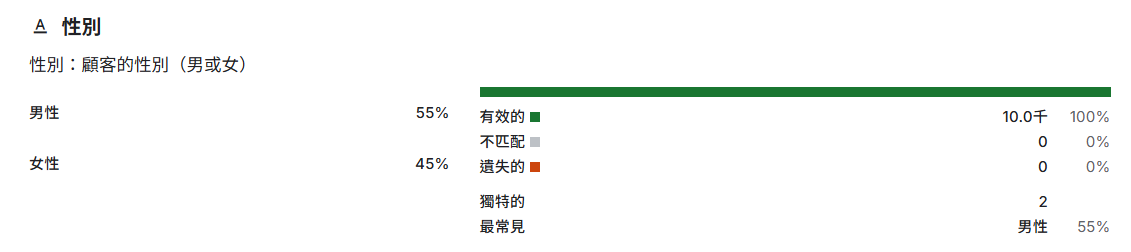 A 性別
性別：顧客的性別（男或女）
男性 55%
女性 45%
有效的 10.0千 100%
不匹配 0 0%
遺失的 0 0%
獨特的 2
最常見 男性 55%